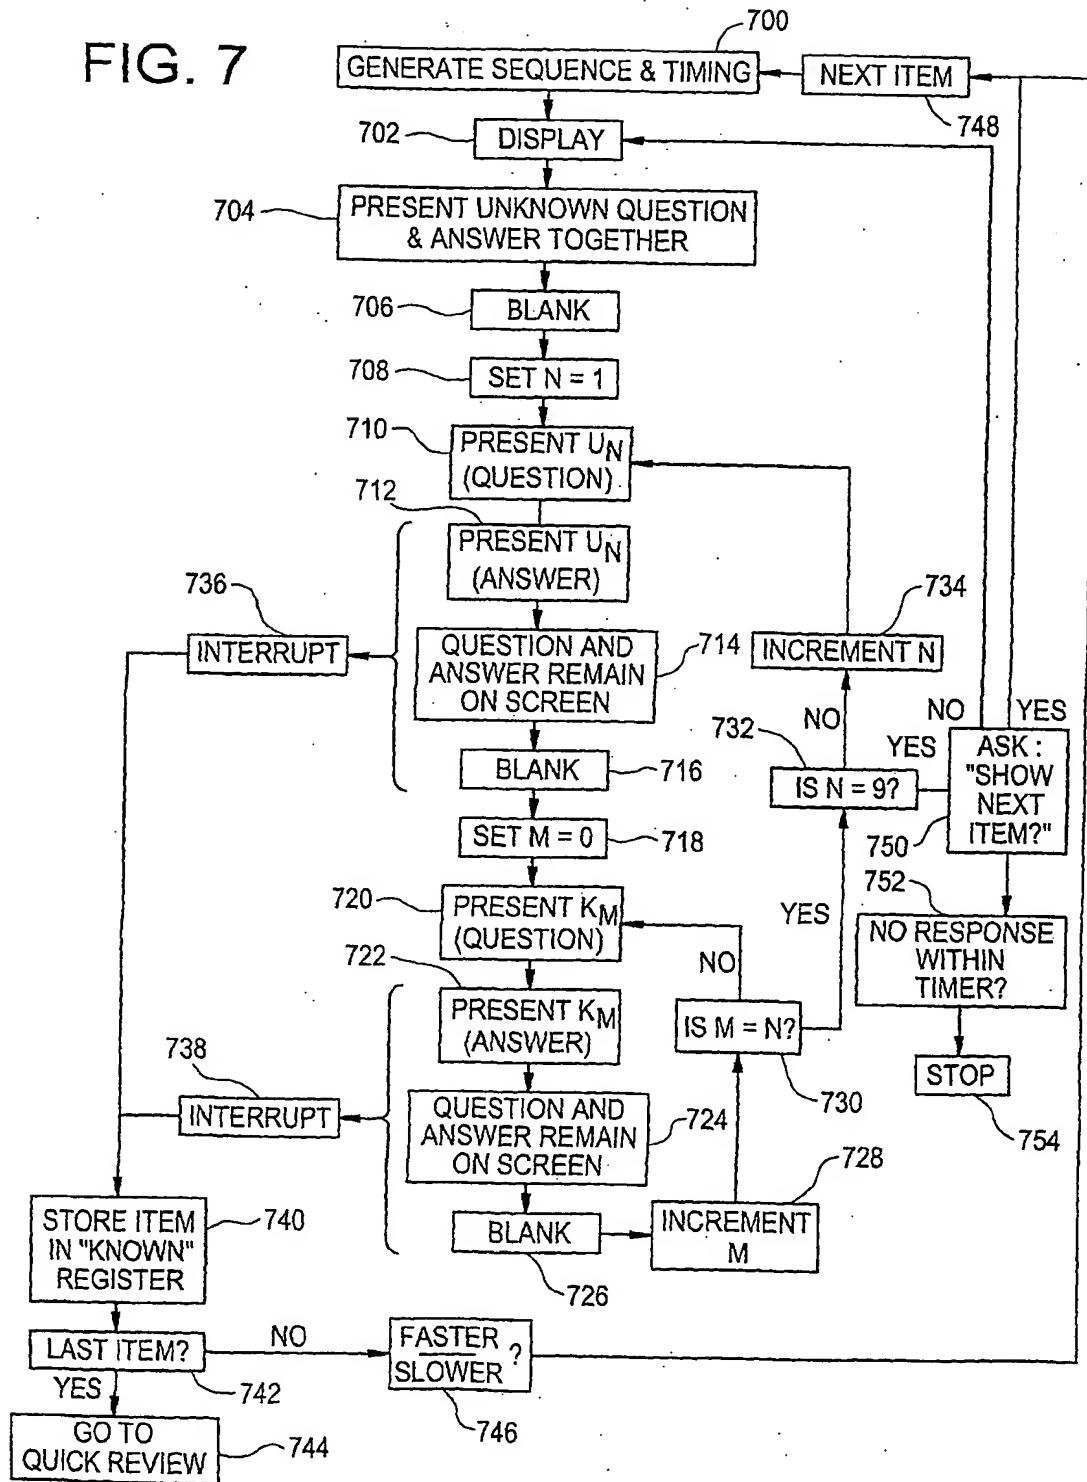 FIG. 7
700
GENERATE SEQUENCE & TIMING
NEXT ITEM
748
702
DISPLAY
704
PRESENT UNKNOWN QUESTION
& ANSWER TOGETHER
706
BLANK
708
SET N = 1
710
PRESENT U_N
(QUESTION)
712
PRESENT U_N
(ANSWER)
736
INTERRUPT
QUESTION AND
ANSWER REMAIN
ON SCREEN
714
734
INCREMENT N
NO
732
IS N = 9?
YES
NO
YES
ASK :
"SHOW
NEXT
ITEM?"
750
BLANK
716
SET M = 0
718
720
PRESENT K_M
(QUESTION)
722
PRESENT K_M
(ANSWER)
NO
IS M = N?
730
YES
752
NO RESPONSE
WITHIN
TIMER?
STOP
754
738
INTERRUPT
QUESTION AND
ANSWER REMAIN
ON SCREEN
724
728
INCREMENT
M
BLANK
726
STORE ITEM
IN "KNOWN"
REGISTER
740
LAST ITEM?
742
NO
FASTER
SLOWER ?
746
YES
GO TO
QUICK REVIEW
744